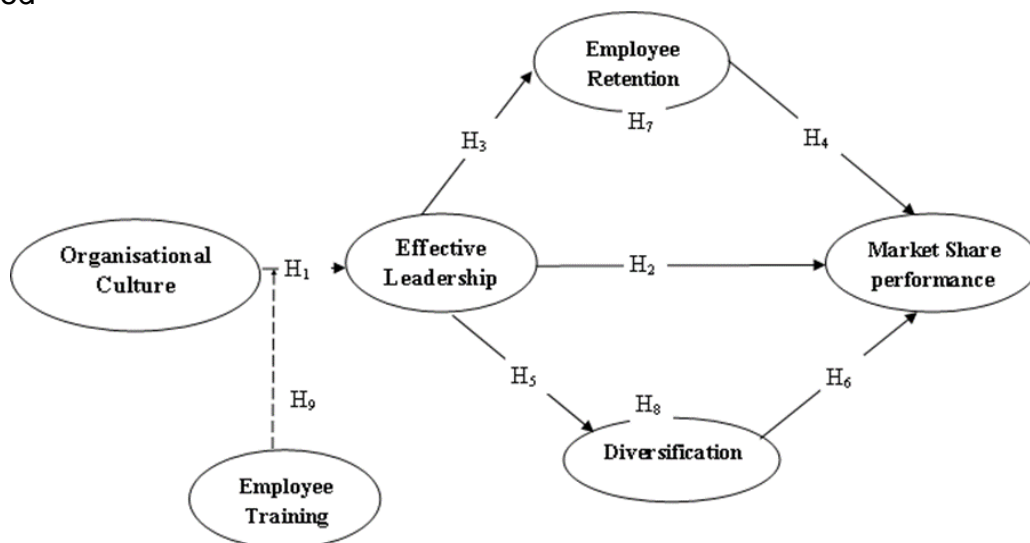 Employee
Retention
H₇
H₃
H₄
Organisational
Culture
H₁
Effective
Leadership
H₂
Market Share
performance
H₅
H₆
H₉
H₈
Diversification
Employee
Training